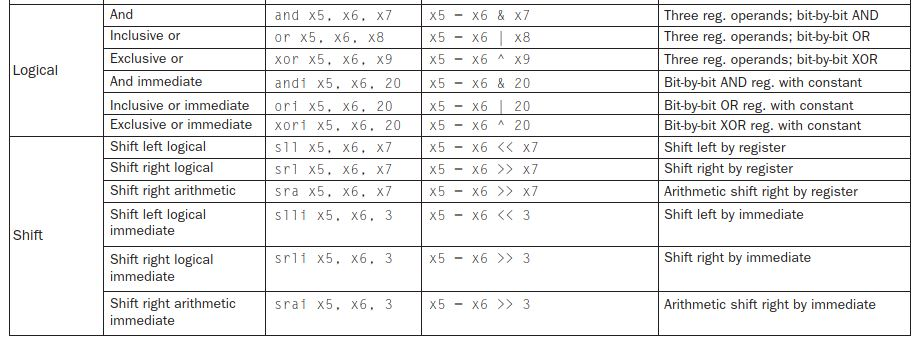 Logical
And and x5, x6, x7 x5 = x6 & x7 Three reg. operands; bit-by-bit AND
Inclusive or or x5, x6, x8 x5 = x6 | x8 Three reg. operands; bit-by-bit OR
Exclusive or xor x5, x6, x9 x5 = x6 ^ x9 Three reg. operands; bit-by-bit XOR
And immediate andi x5, x6, 20 x5 = x6 & 20 Bit-by-bit AND reg. with constant
Inclusive or immediate ori x5, x6, 20 x5 = x6 | 20 Bit-by-bit OR reg. with constant
Exclusive or immediate xori x5, x6, 20 x5 = x6 ^ 20 Bit-by-bit XOR reg. with constant
Shift
Shift left logical sll x5, x6, x7 x5 = x6 << x7 Shift left by register
Shift right logical srl x5, x6, x7 x5 = x6 >> x7 Shift right by register
Shift right arithmetic sra x5, x6, x7 x5 = x6 >> x7 Arithmetic shift right by register
Shift left logical slli x5, x6, 3 x5 = x6 << 3 Shift left by immediate
immediate
Shift right logical srli x5, x6, 3 x5 = x6 >> 3 Shift right by immediate
immediate
Shift right arithmetic srai x5, x6, 3 x5 = x6 >> 3 Arithmetic shift right by immediate
immediate